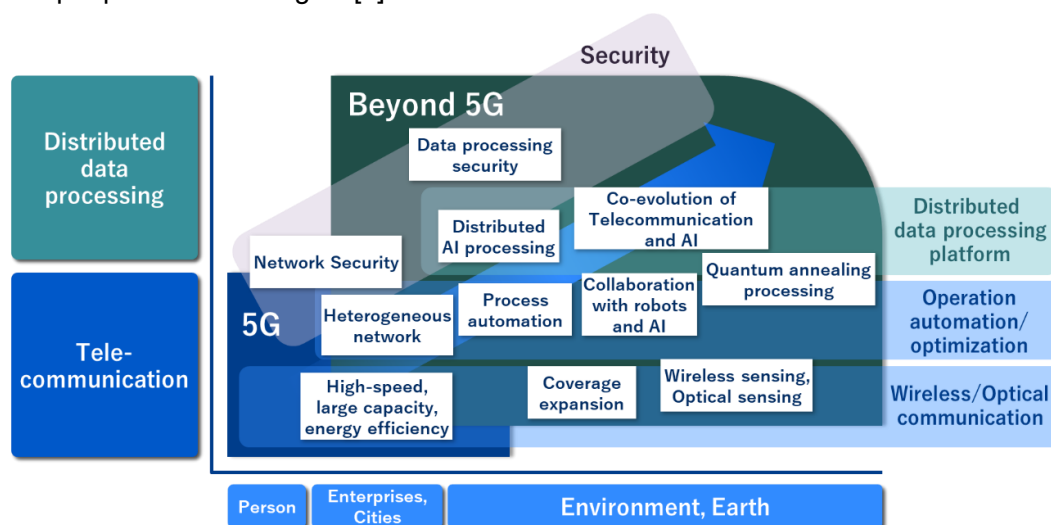 Security
Beyond 5G
Distributed
data
processing
Data processing
security
Co-evolution of
Telecommunication
and AI
Distributed
AI processing
Distributed
data processing
platform
Network Security
Quantum annealing
processing
Collaboration
with robots
and AI
Process
automation
Heterogeneous
network
5G
Operation
automation/
optimization
Tele-
communication
High-speed,
large capacity,
energy efficiency
Coverage
expansion
Wireless sensing,
Optical sensing
Wireless/Optical
communication
Person
Enterprises,
Cities
Environment, Earth